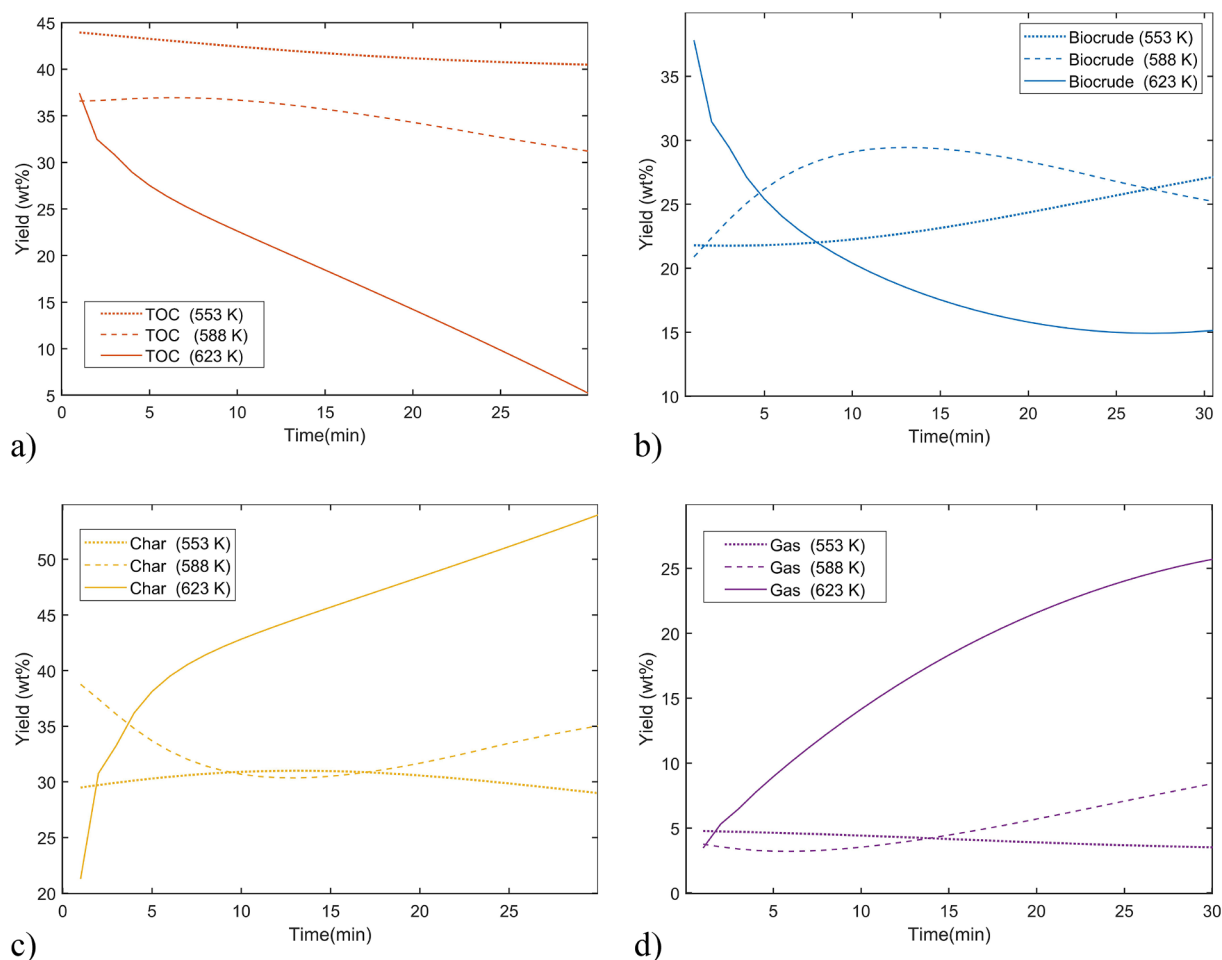 45
40
35
30
25
20
15
10
5
0
5
10
15
20
25
Yield (wt%)
Time(min)
TOC (553 K)
TOC (588 K)
TOC (623 K)
a)
35
30
25
20
15
10
5
10
15
20
25
30
Yield (wt%)
Time(min)
Biocrude (553 K)
Biocrude (588 K)
Biocrude (623 K)
b)
50
45
40
35
30
25
20
0
5
10
15
20
25
Yield (wt%)
Time(min)
Char (553 K)
Char (588 K)
Char (623 K)
c)
25
20
15
10
5
0
5
10
15
20
25
30
Yield (wt%)
Time(min)
Gas (553 K)
Gas (588 K)
Gas (623 K)
d)